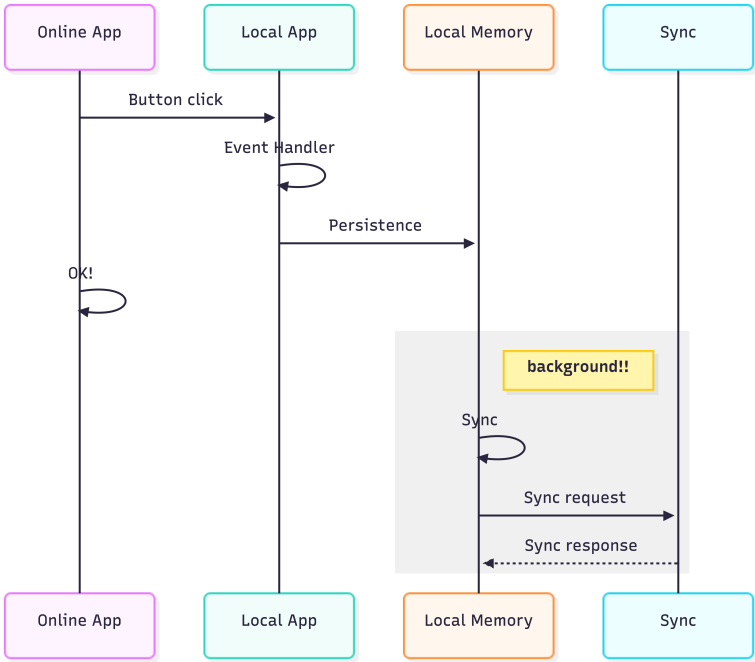 Online App
Local App
Local Memory
Sync
Button click
Event Handler
Persistence
OK!
background!!
Sync
Sync request
Sync response
Online App
Local App
Local Memory
Sync